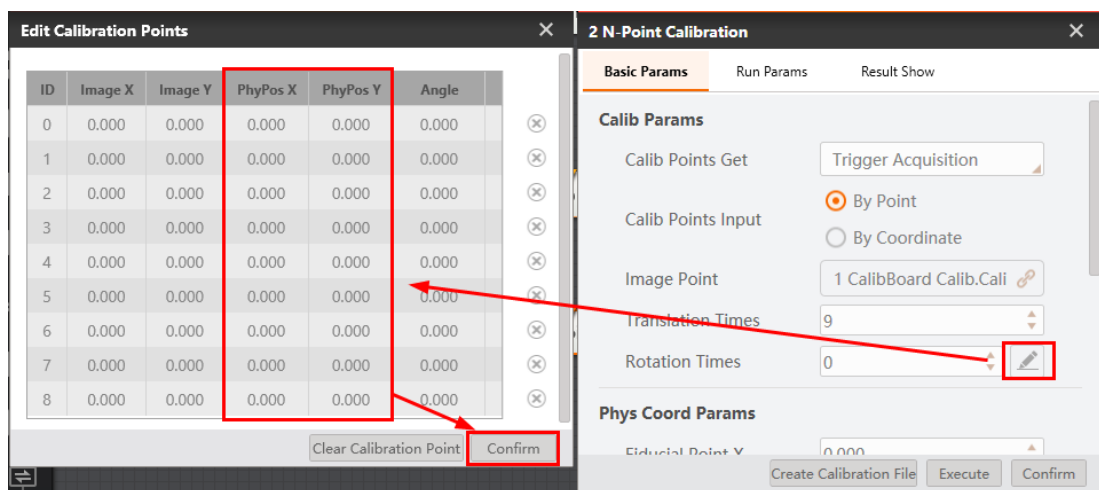 Edit Calibration Points
ID Image X Image Y PhyPos X PhyPos Y Angle
0 0.000 0.000 0.000 0.000 0.000
1 0.000 0.000 0.000 0.000 0.000
2 0.000 0.000 0.000 0.000 0.000
3 0.000 0.000 0.000 0.000 0.000
4 0.000 0.000 0.000 0.000 0.000
5 0.000 0.000 0.000 0.000 0.000
6 0.000 0.000 0.000 0.000 0.000
7 0.000 0.000 0.000 0.000 0.000
8 0.000 0.000 0.000 0.000 0.000
Clear Calibration Point Confirm
2 N-Point Calibration
Basic Params Run Params Result Show
Calib Params
Calib Points Get Trigger Acquisition
Calib Points Input By Point
By Coordinate
Image Point 1 CalibBoard Calib.Cali
Translation Times 9
Rotation Times 0
Phys Coord Params
Fiducial Point X 0.000
Create Calibration File Execute Confirm